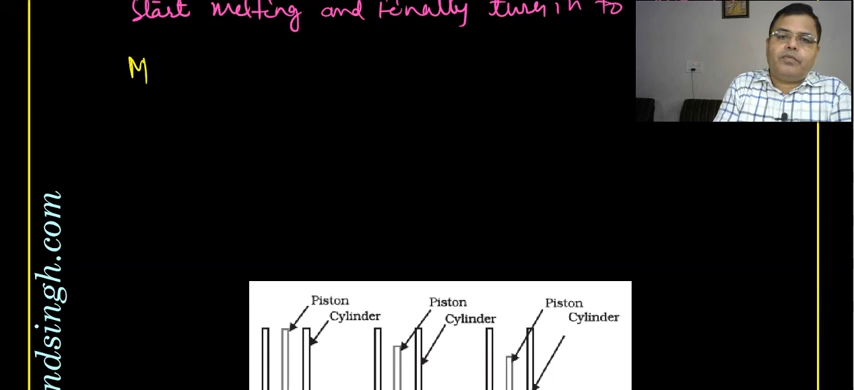 Start melting and finally turn in to
M
ndsingh.com
Piston
Cylinder
Piston
Cylinder
Piston
Cylinder